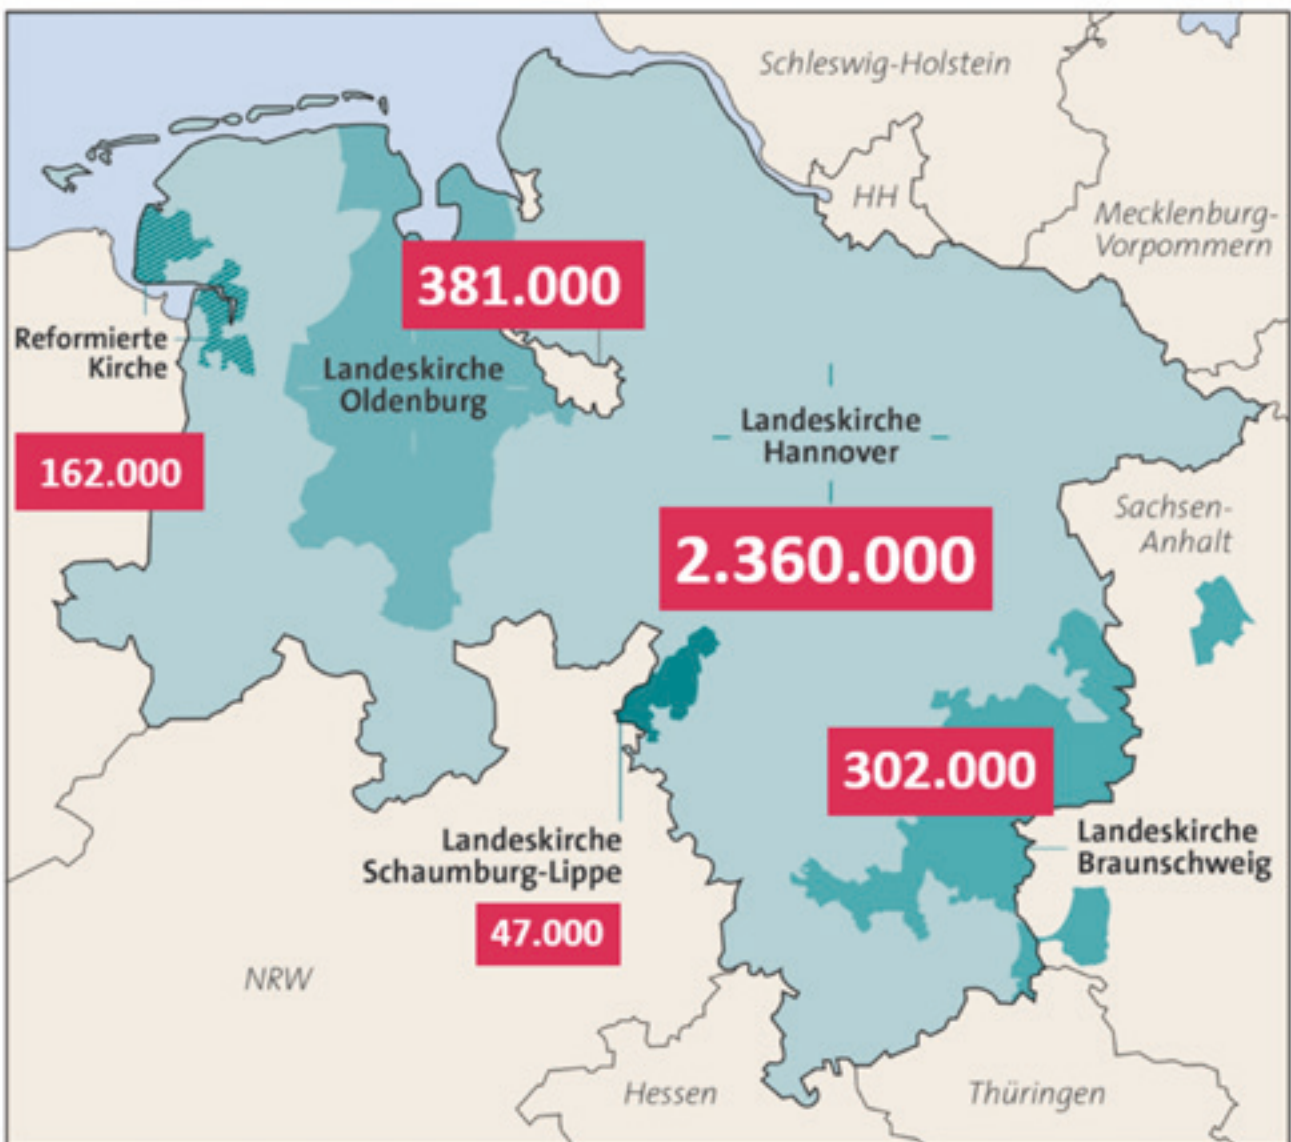 Schleswig-Holstein
HH
Mecklenburg-
Vorpommern
381.000
Reformierte
Kirche
Landeskirche
Oldenburg
Landeskirche
Hannover
162.000
Sachsen-
Anhalt
2.360.000
302.000
Landeskirche
Schaumburg-Lippe
Landeskirche
Braunschweig
47.000
NRW
Hessen
Thüringen